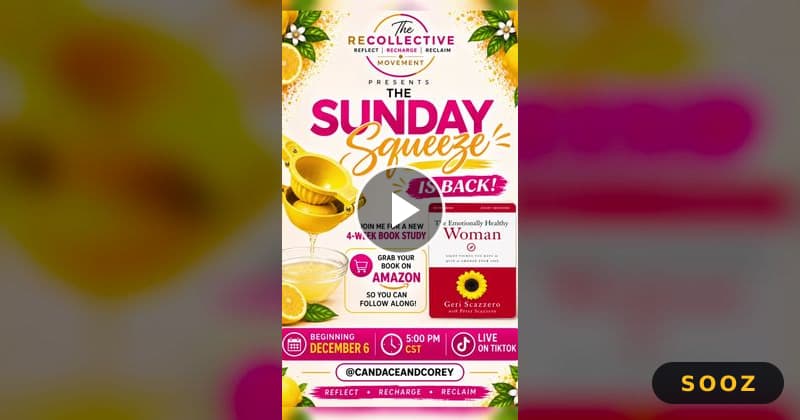 The
RECOLLECTIVE
REFLECT | RECHARGE | RECLAIM
MOVEMENT
PRESENTS
THE
SUNDAY
Squeeze
IS BACK!
JOIN ME FOR A NEW
4-WEEK BOOK STUDY
GRAB YOUR
BOOK ON
AMAZON
SO YOU CAN
FOLLOW ALONG!
The Emotionally Healthy
Woman
Geri Scazzero
with Peter Scazzero
BEGINNING
DECEMBER 6
5:00 PM
CST
LIVE
ON TIKTOK
@CANDACEANDCOREY
REFLECT • RECHARGE • RECLAIM
SOOZ